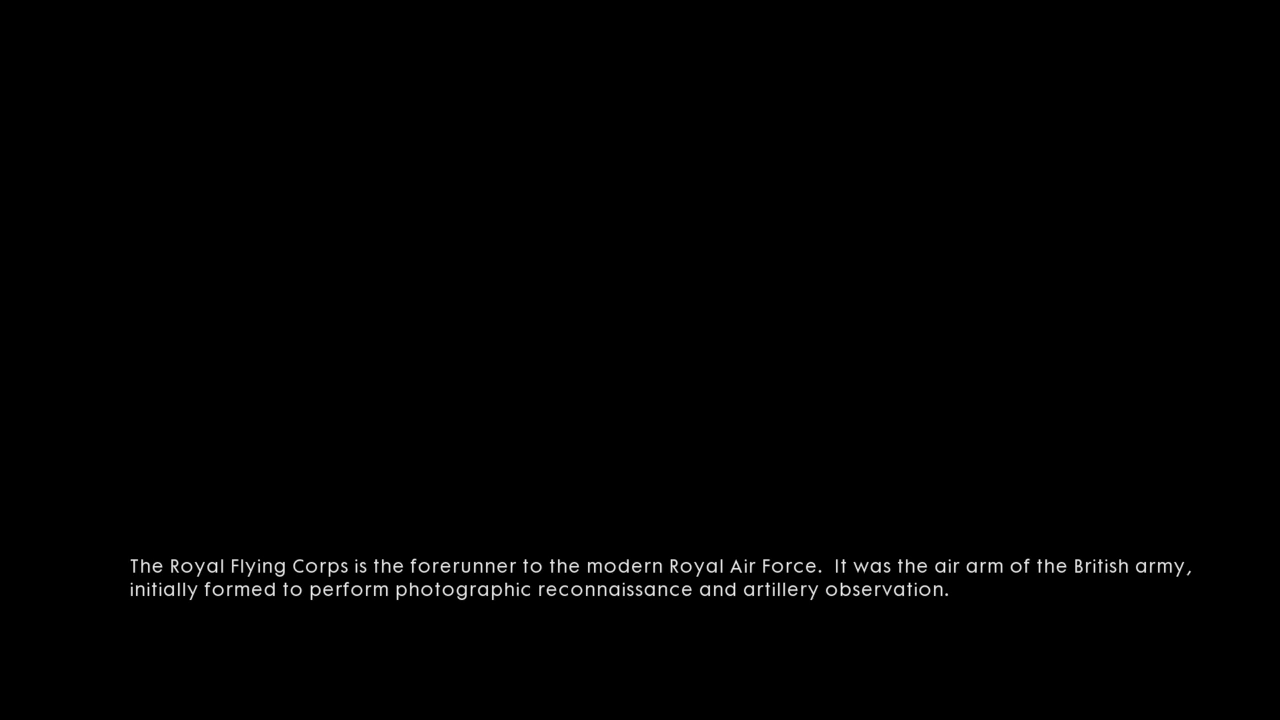 The Royal Flying Corps is the forerunner to the modern Royal Air Force.  It was the air arm of the British army,
initially formed to perform photographic reconnaissance and artillery observation.